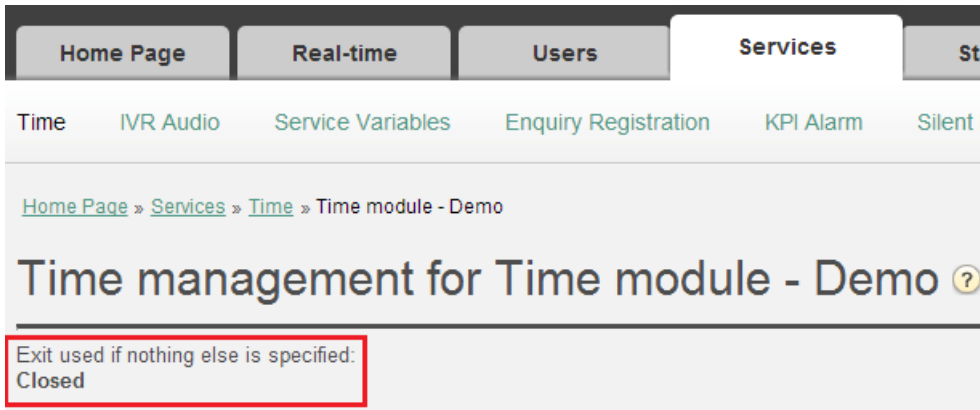 Home Page Real-time Users Services St
Time IVR Audio Service Variables Enquiry Registration KPI Alarm Silent
Home Page » Services » Time » Time module - Demo
Time management for Time module - Demo ?
Exit used if nothing else is specified:
Closed